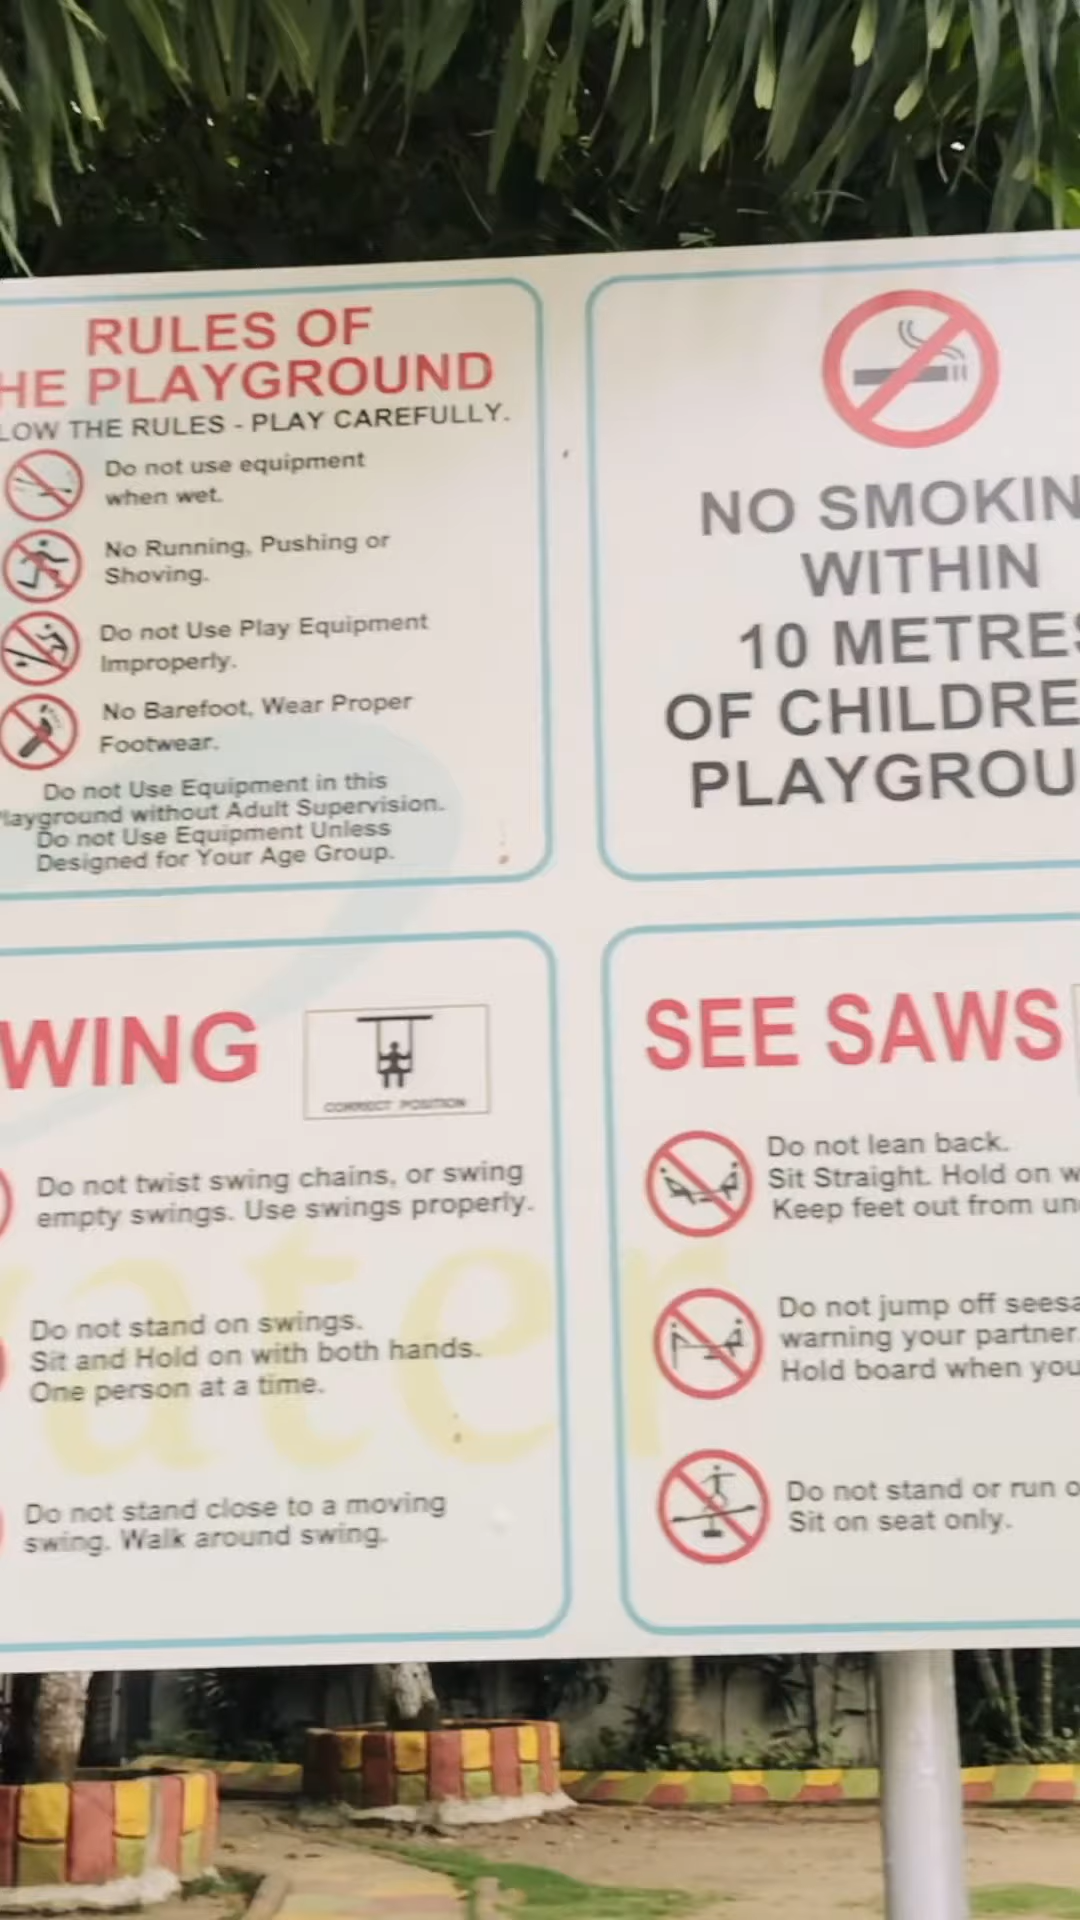 RULES OF
HE PLAYGROUND
LOW THE RULES - PLAY CAREFULLY.
Do not use equipment
when wet.
No Running, Pushing or
Shoving.
Do not Use Play Equipment
Improperly.
No Barefoot, Wear Proper
Footwear.
Do not Use Equipment in this
layground without Adult Supervision.
Do not Use Equipment Unless
Designed for Your Age Group.
NO SMOKIN
WITHIN
10 METRES
OF CHILDRE
PLAYGROU
WING
CORRECT POSITION
Do not twist swing chains, or swing
empty swings. Use swings properly.
Do not stand on swings.
Sit and Hold on with both hands.
One person at a time.
Do not stand close to a moving
swing. Walk around swing.
SEE SAWS
Do not lean back.
Sit Straight. Hold on w
Keep feet out from un
Do not jump off seesa
warning your partner.
Hold board when you
Do not stand or run o
Sit on seat only.
ater